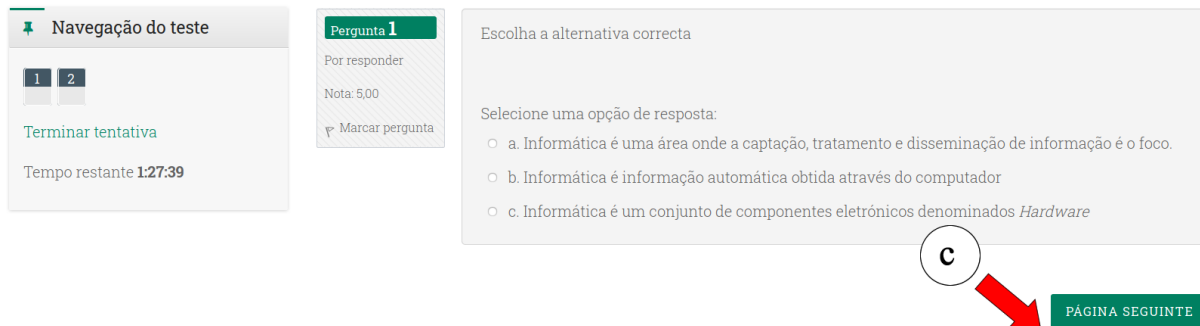 Navegação do teste
1 2
Terminar tentativa
Tempo restante 1:27:39
Pergunta 1
Por responder
Nota: 5,00
Marcar pergunta
Escolha a alternativa correcta
Selecione uma opção de resposta:
a. Informática é uma área onde a captação, tratamento e disseminação de informação é o foco.
b. Informática é informação automática obtida através do computador
c. Informática é um conjunto de componentes eletrónicos denominados Hardware
c
PÁGINA SEGUINTE